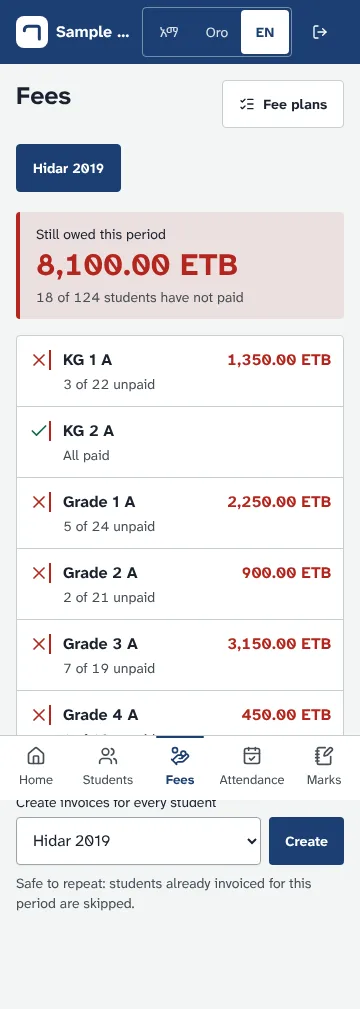 Sample ...
አማ
Oro
EN
Fees
Fee plans
Hidar 2019
Still owed this period
8,100.00 ETB
18 of 124 students have not paid
KG 1 A
1,350.00 ETB
3 of 22 unpaid
KG 2 A
All paid
Grade 1 A
2,250.00 ETB
5 of 24 unpaid
Grade 2 A
900.00 ETB
2 of 21 unpaid
Grade 3 A
3,150.00 ETB
7 of 19 unpaid
Grade 4 A
450.00 ETB
Home
Students
Fees
Attendance
Marks
Create invoices for every student
Hidar 2019
Create
Safe to repeat: students already invoiced for this
period are skipped.